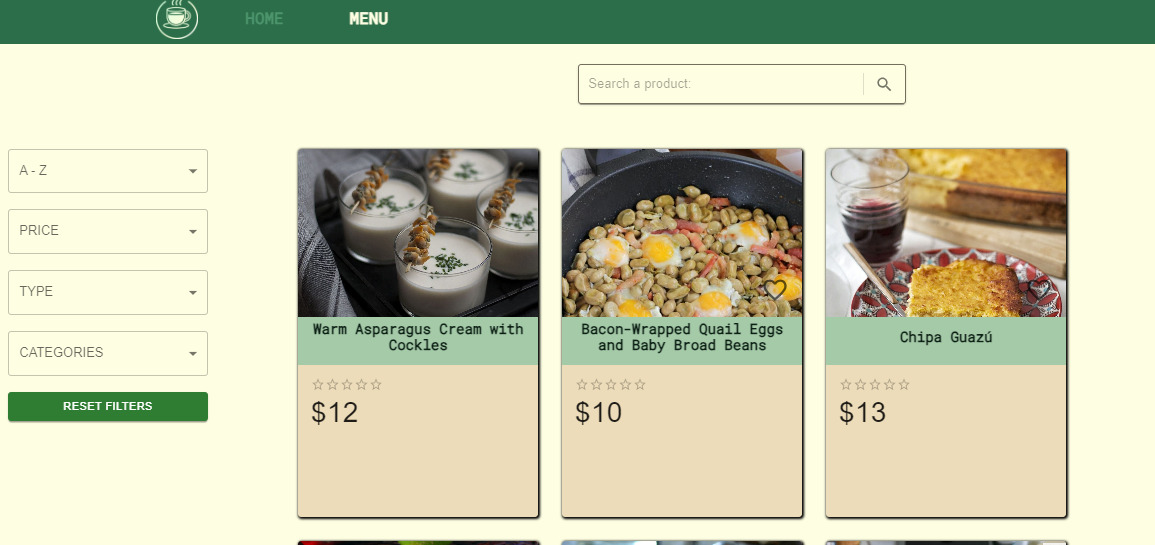 HOME MENU
Search a product:
A - Z
PRICE
TYPE
CATEGORIES
RESET FILTERS
Warm Asparagus Cream with
Cockles
$12
Bacon-Wrapped Quail Eggs
and Baby Broad Beans
$10
Chipa Guazú
$13